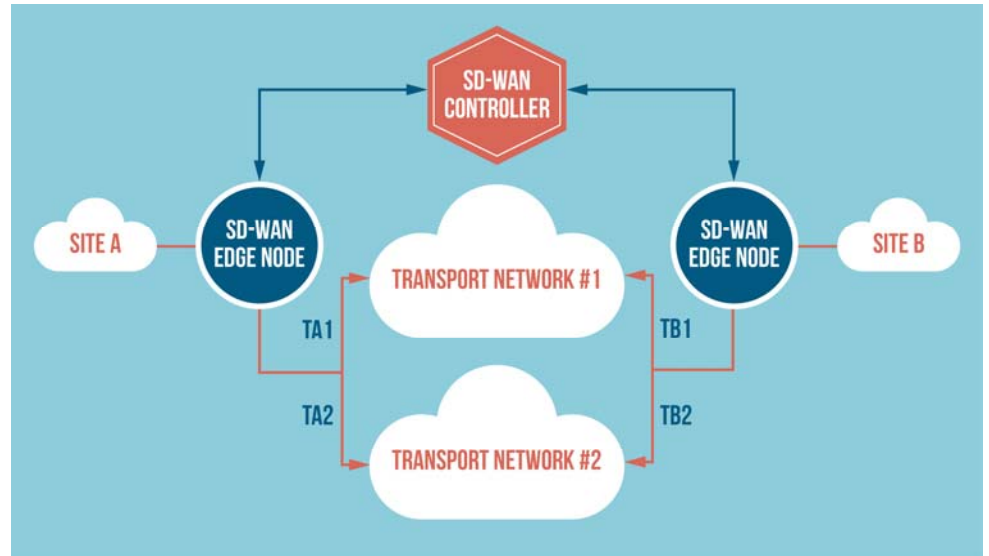 SD-WAN
CONTROLLER
SITE A
SD-WAN
EDGE NODE
TRANSPORT NETWORK #1
SD-WAN
EDGE NODE
SITE B
TA1
TB1
TA2
TB2
TRANSPORT NETWORK #2